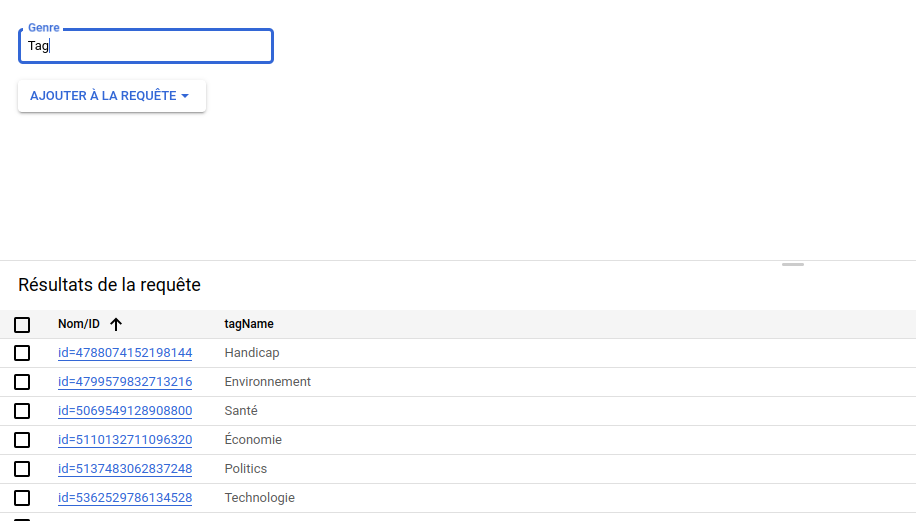 Genre
Tag
AJOUTER À LA REQUÊTE
Résultats de la requête
Nom/ID tagName
id=4788074152198144 Handicap
id=4799579832713216 Environnement
id=5069549128908800 Santé
id=5110132711096320 Économie
id=5137483062837248 Politics
id=5362529786134528 Technologie